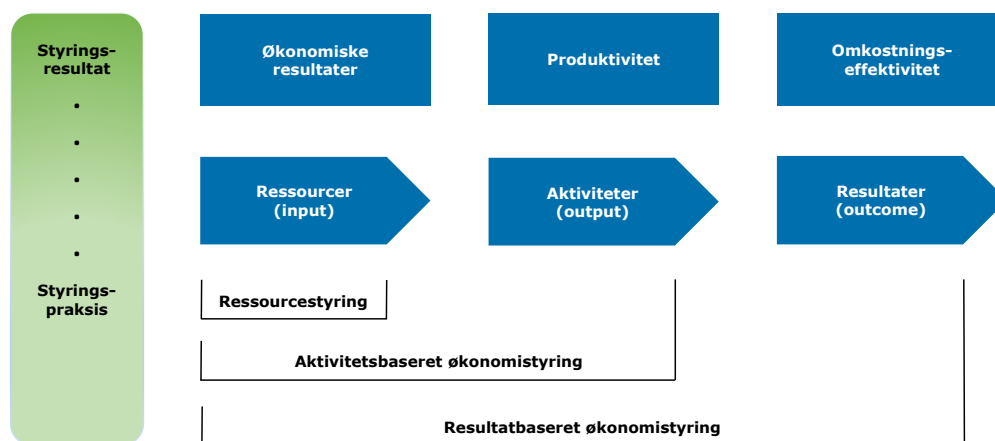 Styrings-
resultat
Økonomiske
resultater
Produktivitet
Omkostnings-
effektivitet
Ressourcer
(input)
Aktiviteter
(output)
Resultater
(outcome)
Styrings-
praksis
Ressourcestyring
Aktivitetsbaseret økonomistyring
Resultatbaseret økonomistyring